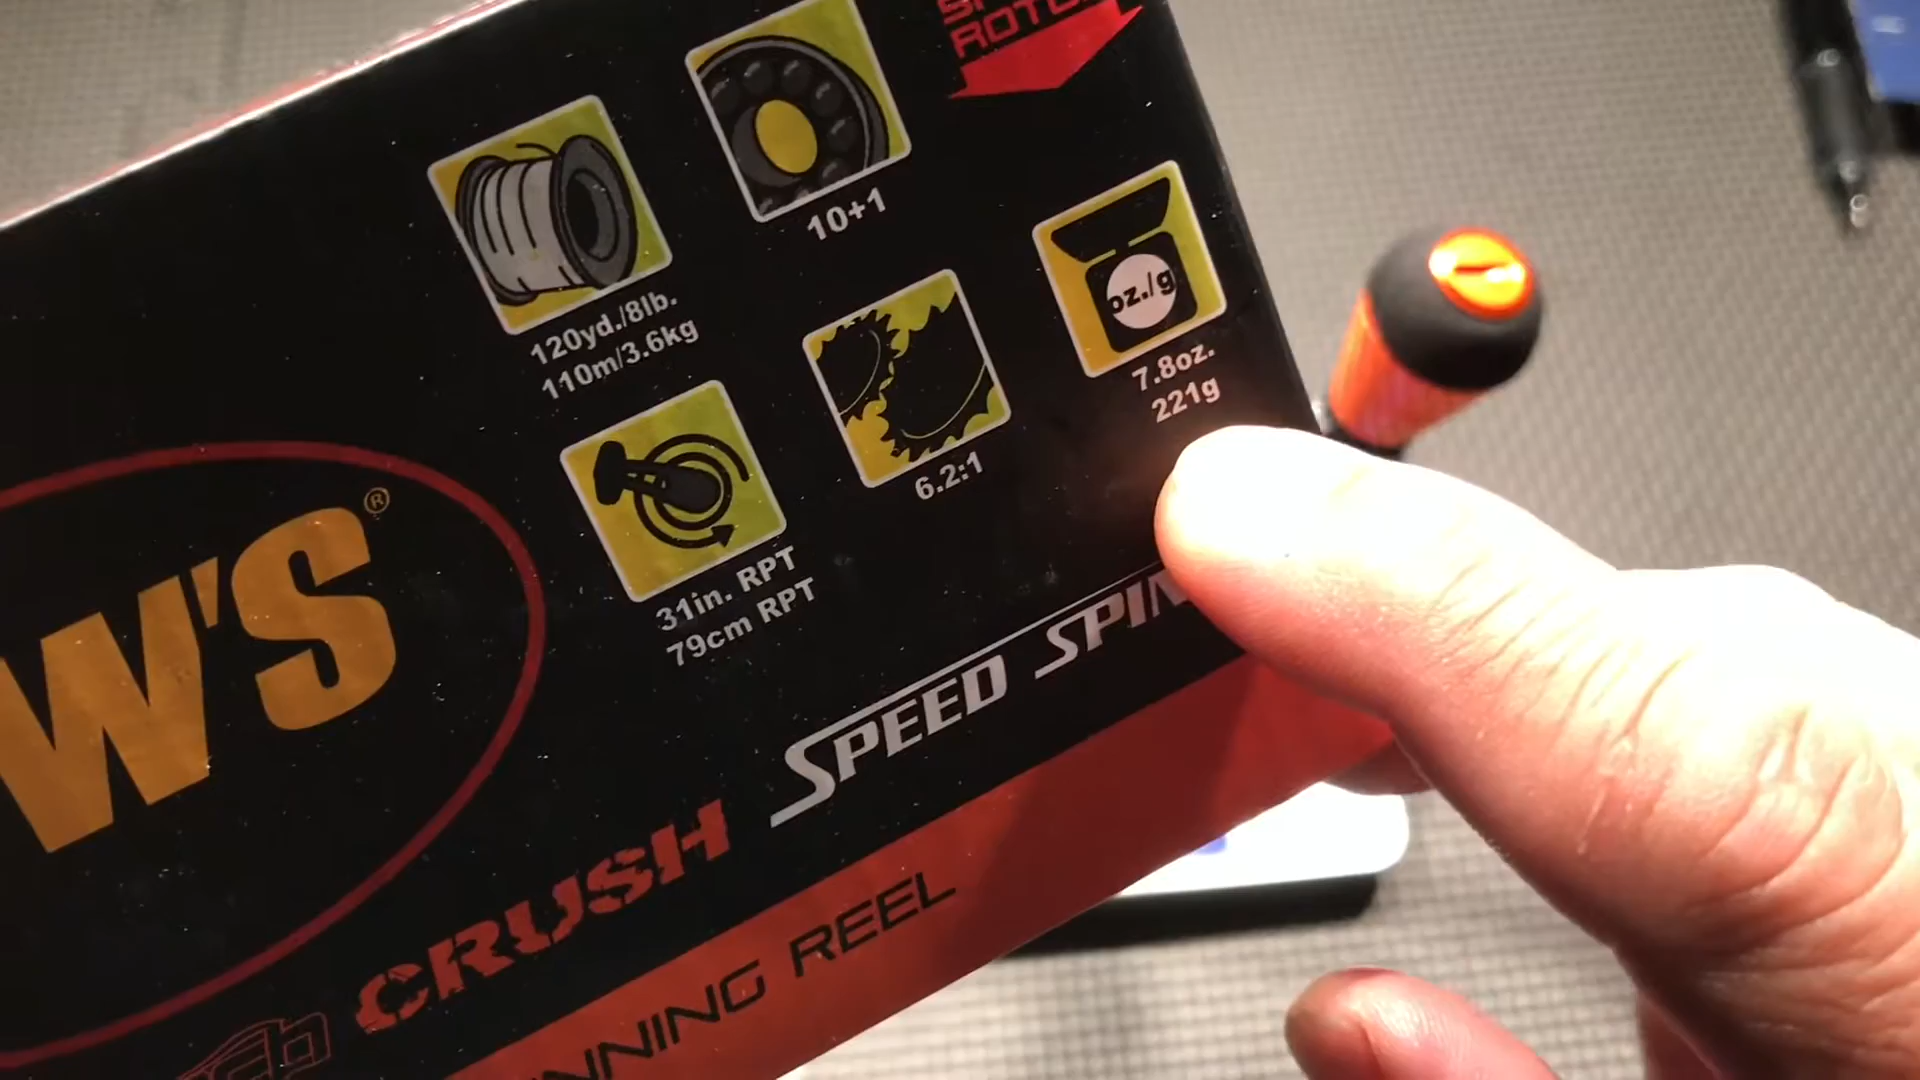 ROTO
10+1
120yd./8lb.
110m/3.6kg
oz./g
7.8oz.
221g
6.2:1
31in. RPT
79cm RPT
W'S®
CRUSH SPEED SPIN
NNING REEL